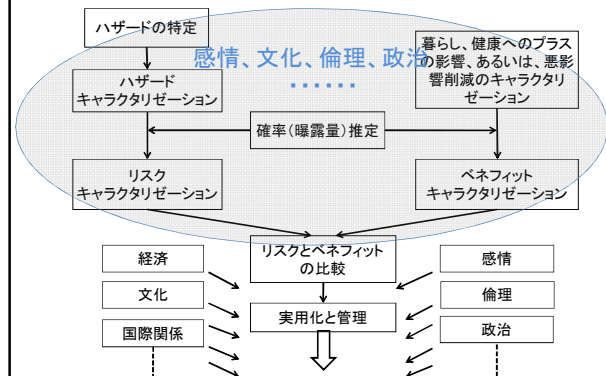 ハザードの特定
感情、文化、倫理、政治
・・・・・・
暮らし、健康へのプラス
の影響、あるいは、悪影
響削減のキャラクタリ
ゼーション
ハザード
キャラクタリゼーション
確率(曝露量)推定
リスク
キャラクタリゼーション
ベネフィット
キャラクタリゼーション
リスクとベネフィット
の比較
経済
感情
文化
倫理
実用化と管理
国際関係
政治